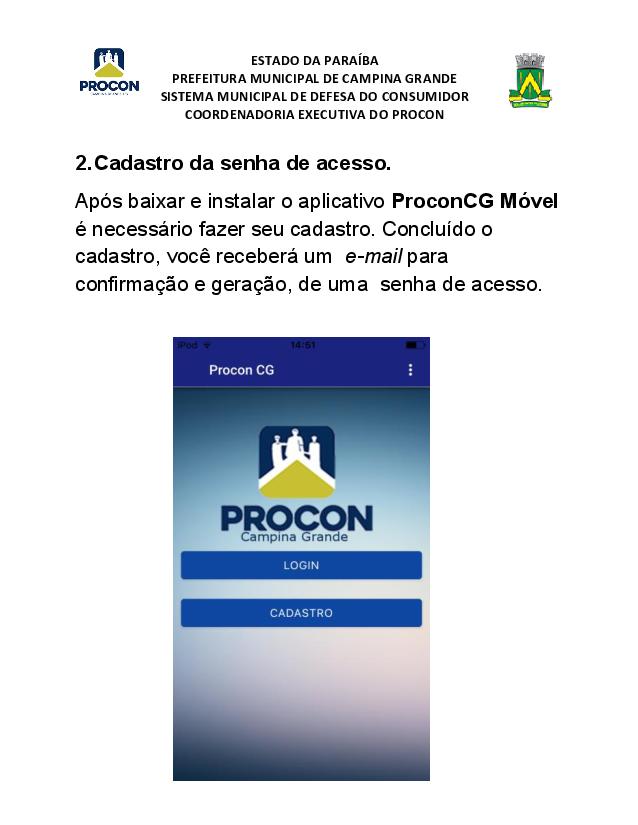 PROCON
ESTADO DA PARAÍBA
PREFEITURA MUNICIPAL DE CAMPINA GRANDE
SISTEMA MUNICIPAL DE DEFESA DO CONSUMIDOR
COORDENADORIA EXECUTIVA DO PROCON
2.Cadastro da senha de acesso.
Após baixar e instalar o aplicativo ProconCG Móvel
é necessário fazer seu cadastro. Concluído o
cadastro, você receberá um e-mail para
confirmação e geração, de uma senha de acesso.
iPod 14:51
Procon CG
PROCON
Campina Grande
LOGIN
CADASTRO